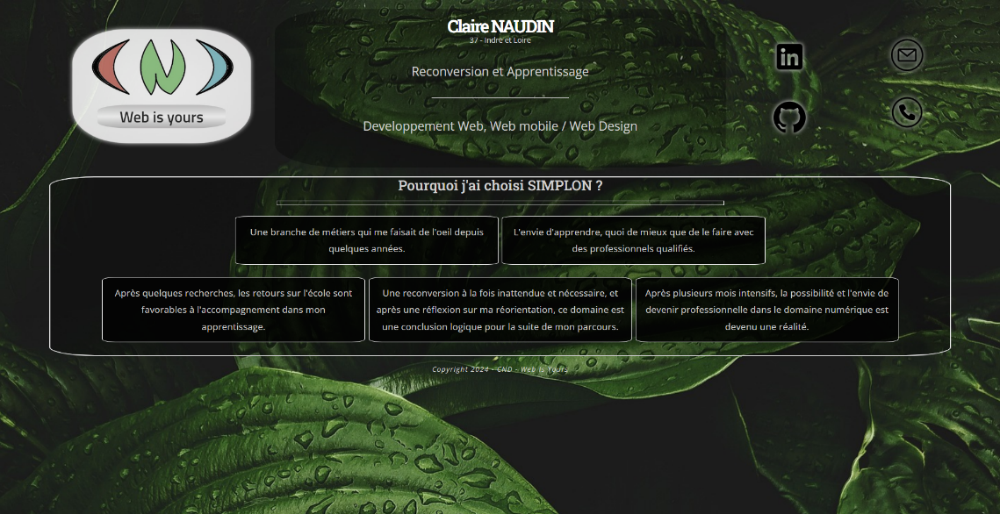 Claire NAUDIN
37 - Indre et Loire
Web is yours
Reconversion et Apprentissage
Developpement Web, Web mobile / Web Design
in
Pourquoi j'ai choisi SIMPLON ?
Une branche de métiers qui me faisait de l'oeil depuis
quelques années.
L'envie d'apprendre, quoi de mieux que de le faire avec
des professionnels qualifiés.
Après quelques recherches, les retours sur l'école sont
favorables à l'accompagnement dans mon
apprentissage.
Une reconversion à la fois inattendue et nécessaire, et
après une réflexion sur ma réorientation, ce domaine est
une conclusion logique pour la suite de mon parcours.
Après plusieurs mois intensifs, la possibilité et l'envie de
devenir professionnelle dans le domaine numérique est
devenu une réalité.
Copyright 2024 - CND - Web Is Yours